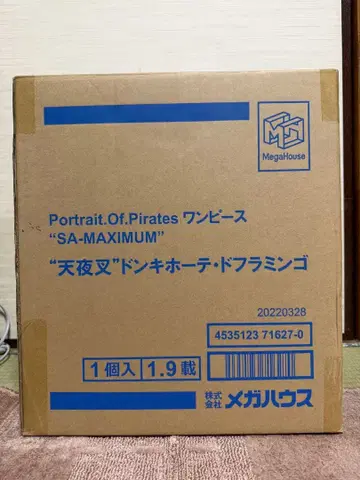 MegaHouse
Portrait.Of.Pirates ワンピース
“SA-MAXIMUM”
“天夜叉”ドンキホーテ・ドフラミンゴ
20220328
4535123 71627-0
1個入 1.9載
株式会社 メガハウス